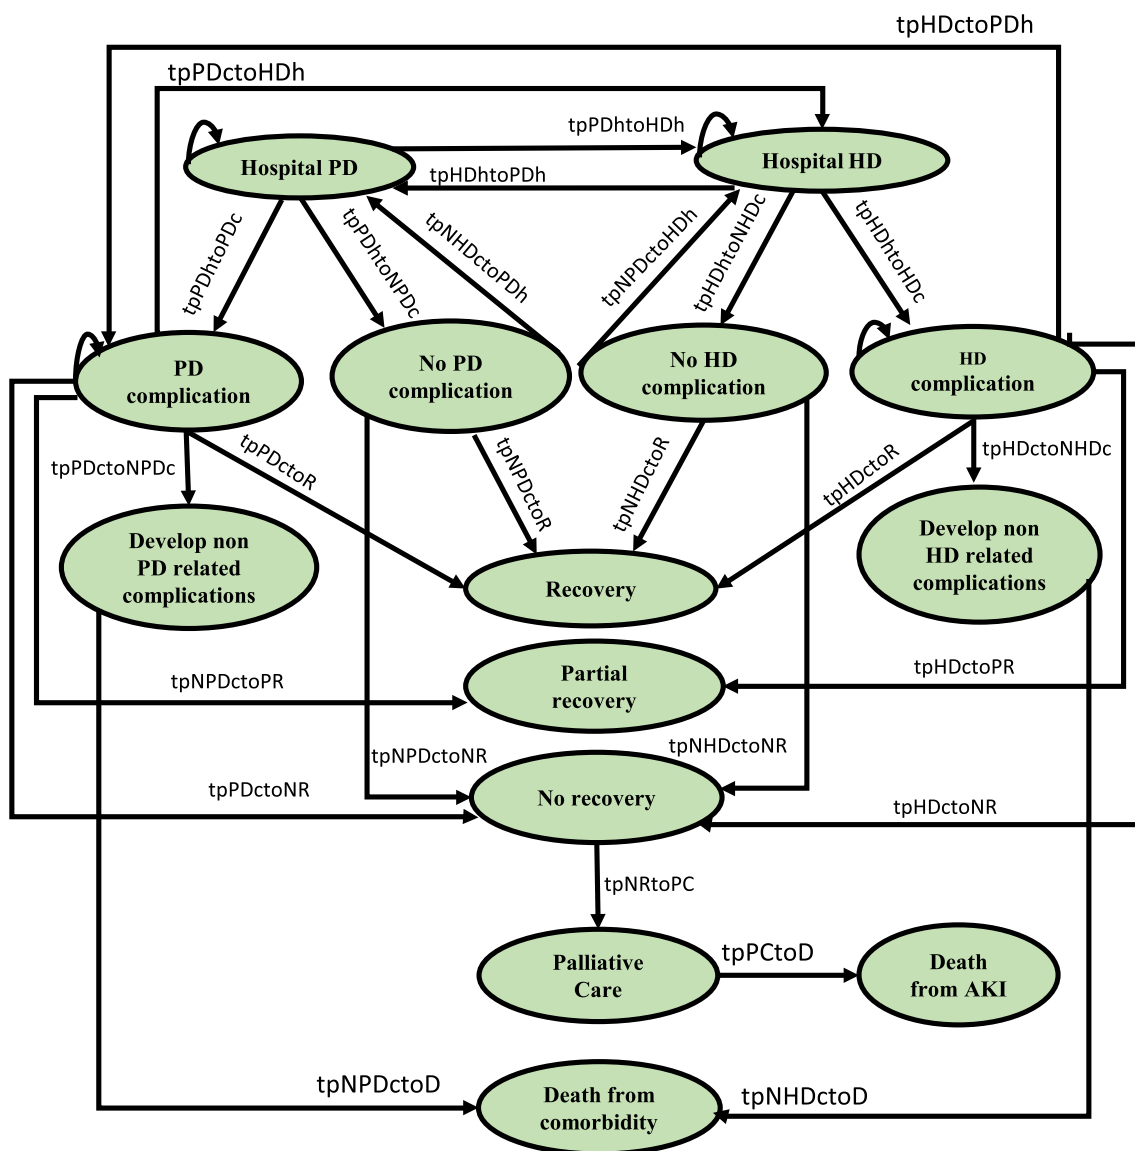 tpHDctoPDh
tpPDctoHDh
tpPDhtoHDh
Hospital PD
Hospital HD
tpHDhtoPDh
tpPDhtoPDc
tpPDhtoNPDc
tpNHDctoPDh
tpNPDctoHDh
tpHDhtoNHDc
tpHDhtoHDc
PD
complication
No PD
complication
No HD
complication
HD
complication
tpPDctoNPDc
tpPDctoR
tpNPDctoR
tpNHDctoR
tpHDctoR
tpHDctoNHDc
Develop non
PD related
complications
Recovery
Develop non
HD related
complications
tpNPDctoPR
Partial
recovery
tpHDctoPR
tpNPDctoNR
tpNHDctoNR
tpPDctoNR
No recovery
tpHDctoNR
tpNRtoPC
Palliative
Care
tpPCtoD
Death
from AKI
tpNPDctoD
Death from
comorbidity
tpNHDctoD